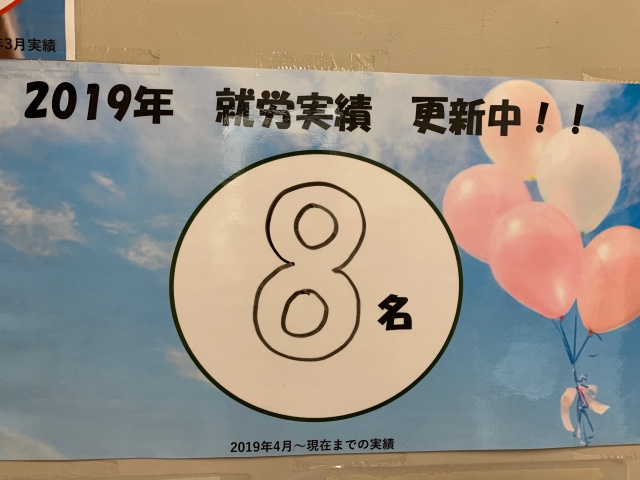 3月実績
2019年 就労実績 更新中！！
8名
2019年4月～現在までの実績